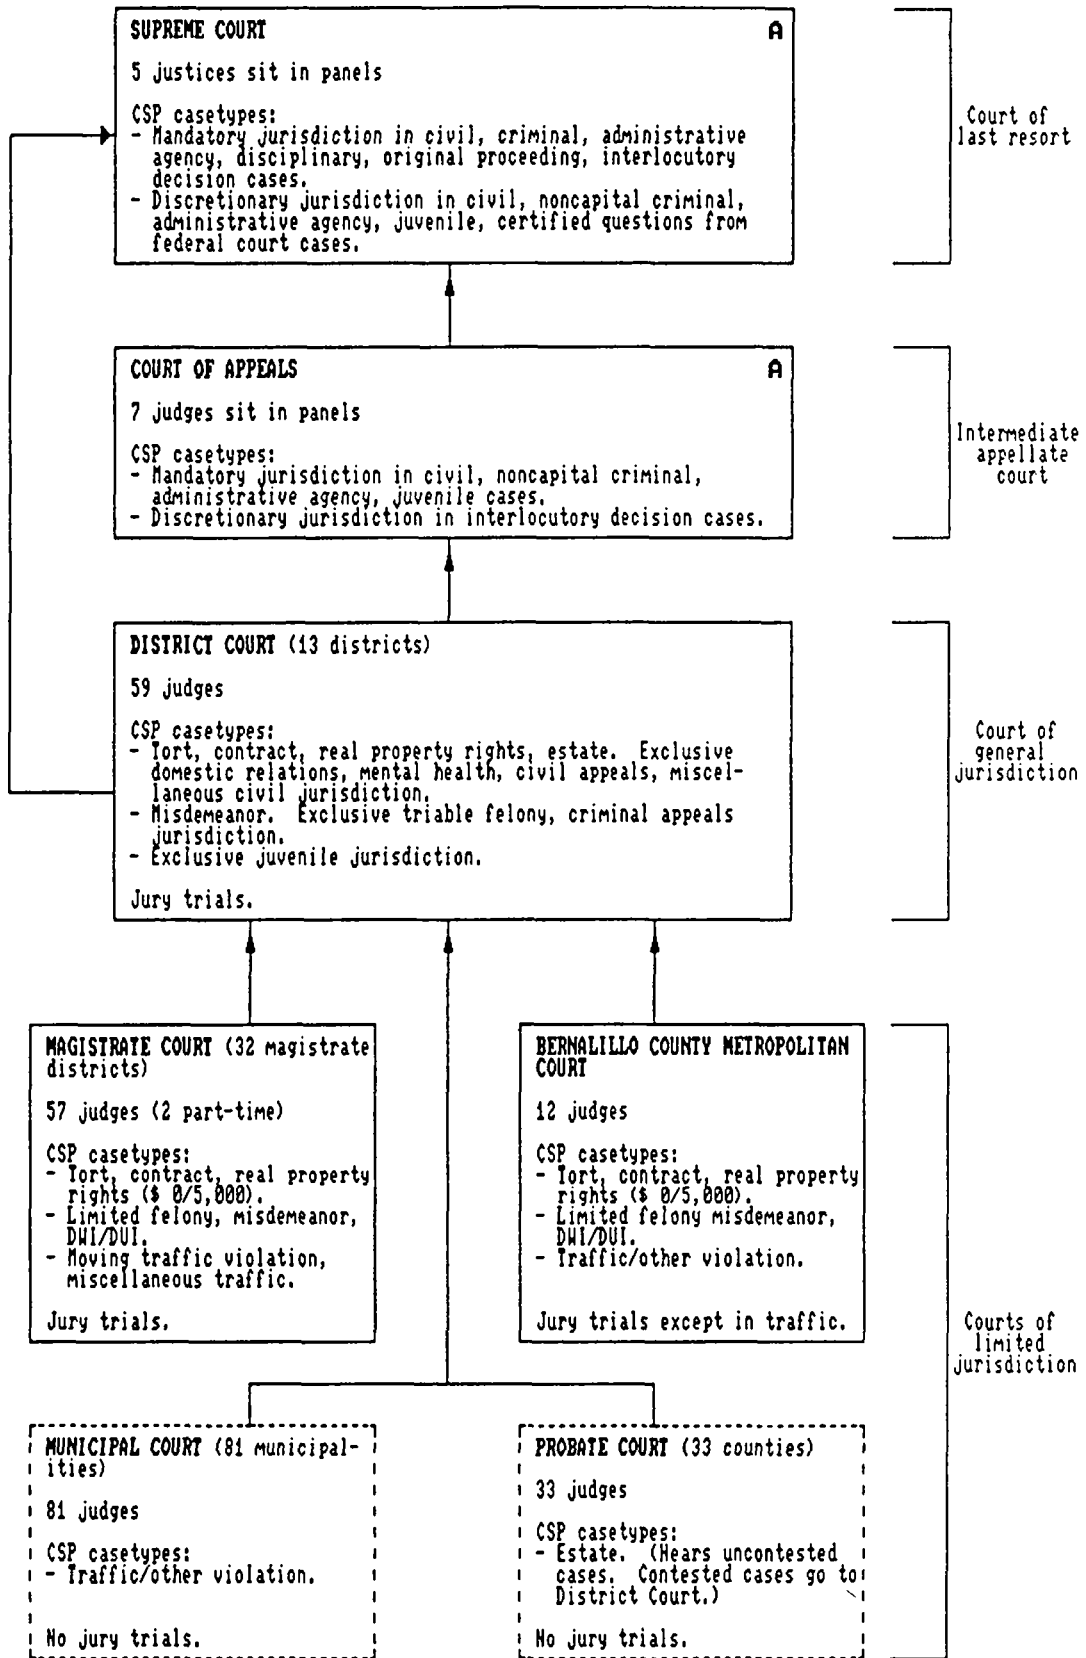 SUPREME COURT A
5 justices sit in panels
CSP casetypes:
- Mandatory jurisdiction in civil, criminal, administrative
agency, disciplinary, original proceeding, interlocutory
decision cases.
- Discretionary jurisdiction in civil, noncapital criminal,
administrative agency, juvenile, certified questions from
federal court cases.
Court of
last resort
COURT OF APPEALS A
7 judges sit in panels
CSP casetypes:
- Mandatory jurisdiction in civil, noncapital criminal,
administrative agency, juvenile cases.
- Discretionary jurisdiction in interlocutory decision cases.
Intermediate
appellate
court
DISTRICT COURT (13 districts)
59 judges
CSP casetypes:
- Tort, contract, real property rights, estate. Exclusive
domestic relations, mental health, civil appeals, miscel-
laneous civil jurisdiction.
- Misdemeanor. Exclusive triable felony, criminal appeals
jurisdiction.
- Exclusive juvenile jurisdiction.
Jury trials.
Court of
general
jurisdiction
MAGISTRATE COURT (32 magistrate
districts)
57 judges (2 part-time)
CSP casetypes:
- Tort, contract, real property
rights ($ 0/5,000).
- Limited felony, misdemeanor,
DWI/DUI.
- Moving traffic violation,
miscellaneous traffic.
Jury trials.
BERNALILLO COUNTY METROPOLITAN
COURT
12 judges
CSP casetypes:
- Tort, contract, real property
rights ($ 0/5,000).
- Limited felony misdemeanor,
DWI/DUI.
- Traffic/other violation.
Jury trials except in traffic.
Courts of
limited
jurisdiction
MUNICIPAL COURT (81 municipal-
ities)
81 judges
CSP casetypes:
- Traffic/other violation.
No jury trials.
PROBATE COURT (33 counties)
33 judges
CSP casetypes:
- Estate. (Hears uncontested
cases. Contested cases go to
District Court.)
No jury trials.